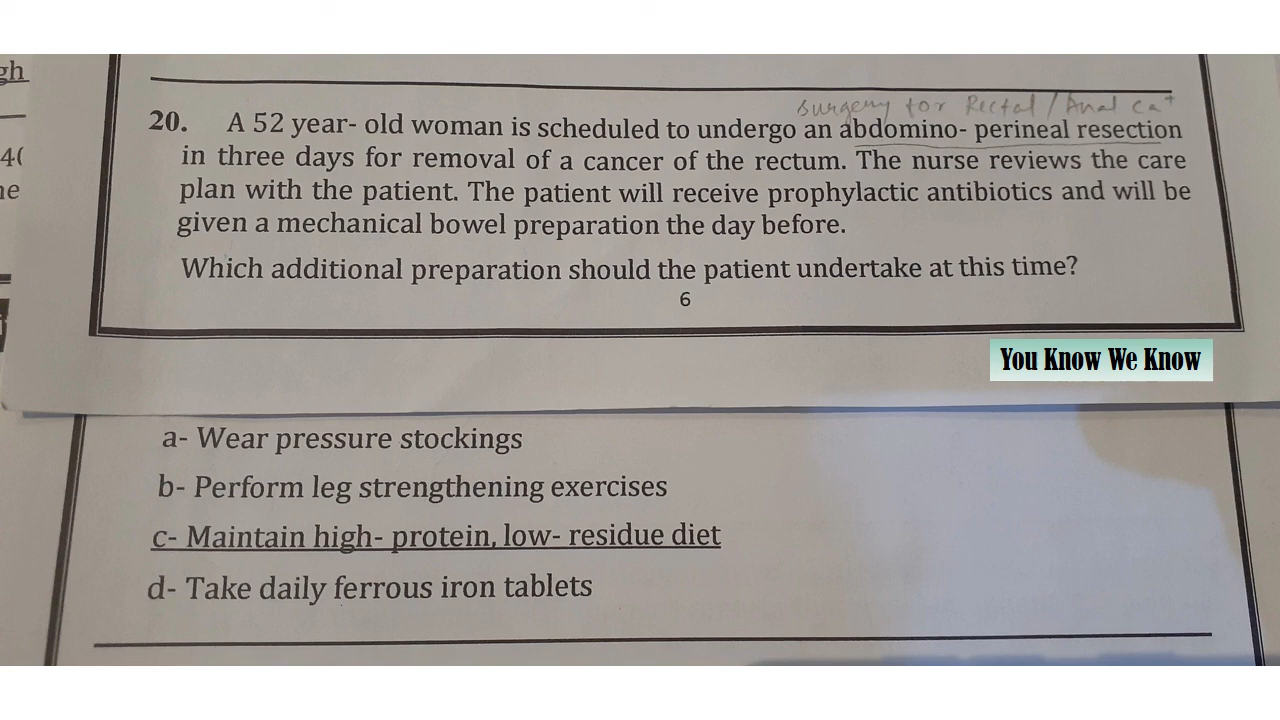 gh
surgery for Rectal / Anal ca+
20. A 52 year- old woman is scheduled to undergo an abdomino- perineal resection
in three days for removal of a cancer of the rectum. The nurse reviews the care
plan with the patient. The patient will receive prophylactic antibiotics and will be
given a mechanical bowel preparation the day before.
Which additional preparation should the patient undertake at this time?
6
You Know We Know
a- Wear pressure stockings
b- Perform leg strengthening exercises
c- Maintain high- protein, low- residue diet
d- Take daily ferrous iron tablets